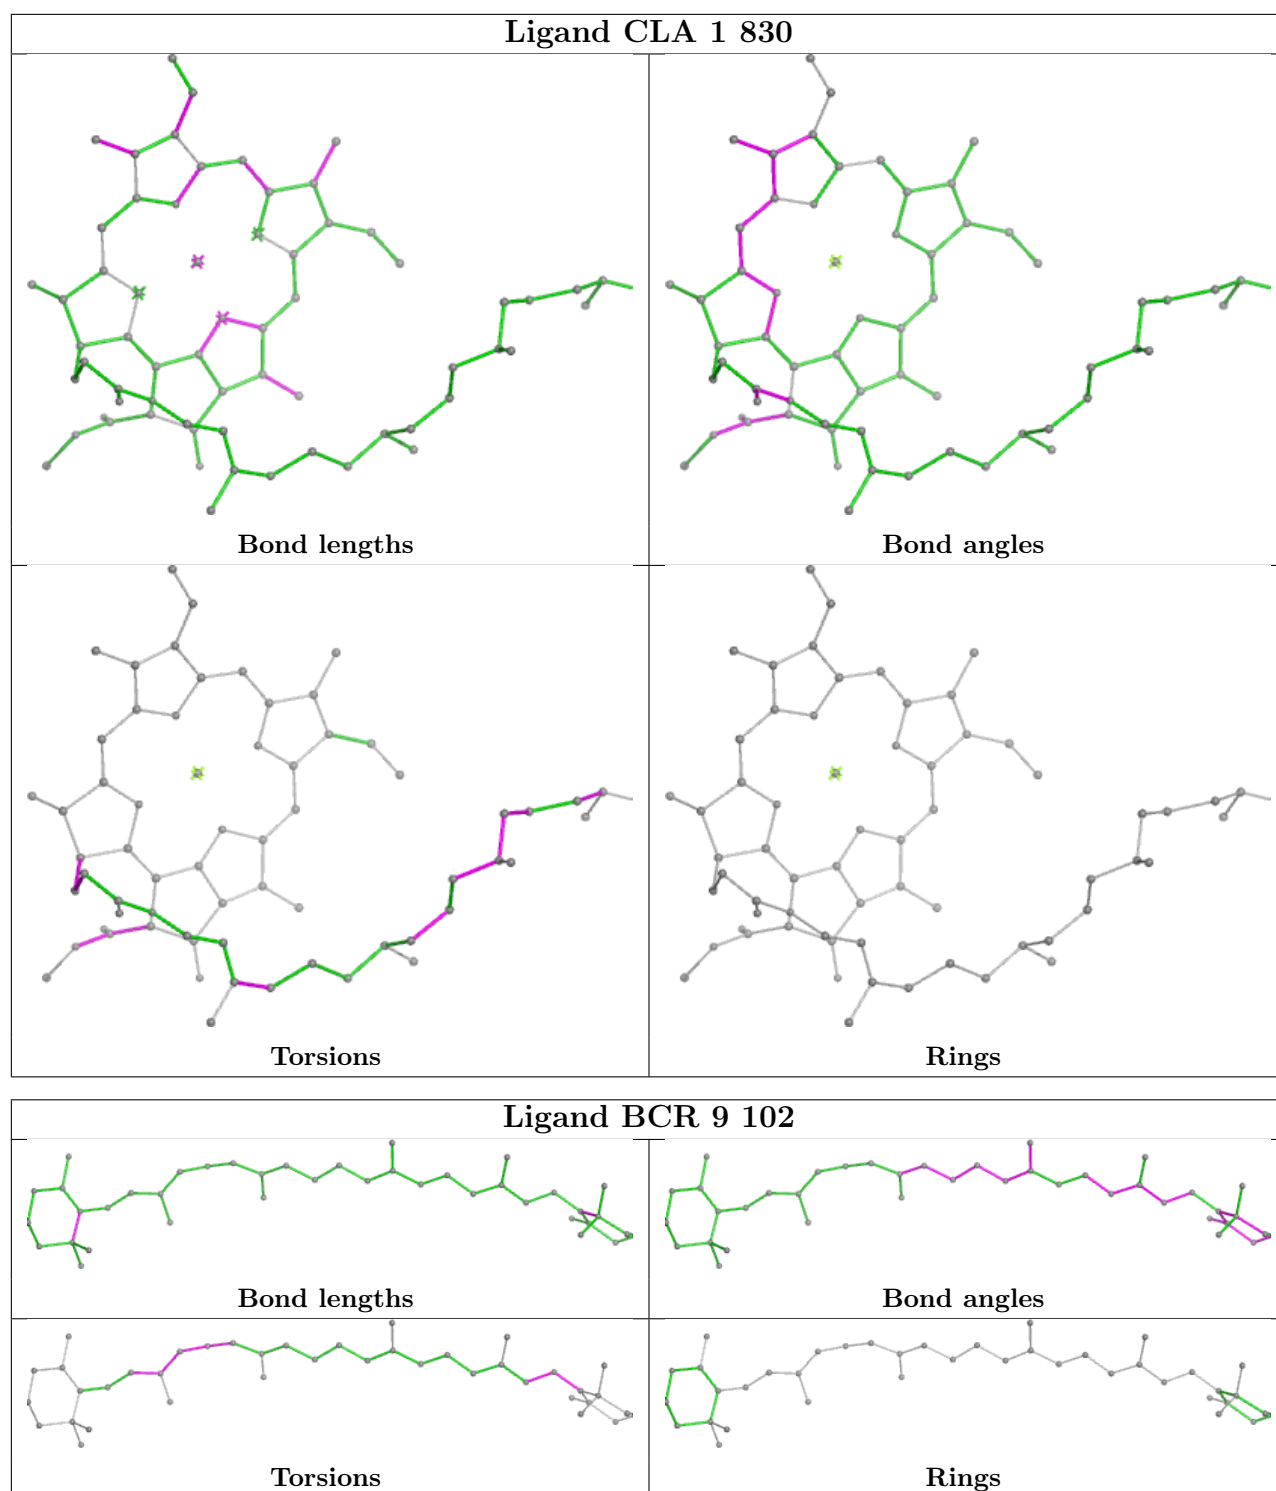 Ligand CLA 1 830
Bond lengths
Bond angles
Torsions
Rings
Ligand BCR 9 102
Bond lengths
Bond angles
Torsions
Rings